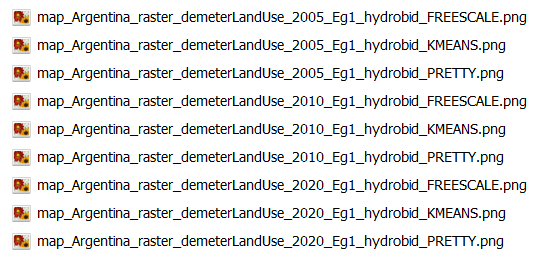 map_Argentina_raster_demeterLandUse_2005_Eg1_hydrobid_FREESCALE.png
map_Argentina_raster_demeterLandUse_2005_Eg1_hydrobid_KMEANS.png
map_Argentina_raster_demeterLandUse_2005_Eg1_hydrobid_PRETTY.png
map_Argentina_raster_demeterLandUse_2010_Eg1_hydrobid_FREESCALE.png
map_Argentina_raster_demeterLandUse_2010_Eg1_hydrobid_KMEANS.png
map_Argentina_raster_demeterLandUse_2010_Eg1_hydrobid_PRETTY.png
map_Argentina_raster_demeterLandUse_2020_Eg1_hydrobid_FREESCALE.png
map_Argentina_raster_demeterLandUse_2020_Eg1_hydrobid_KMEANS.png
map_Argentina_raster_demeterLandUse_2020_Eg1_hydrobid_PRETTY.png